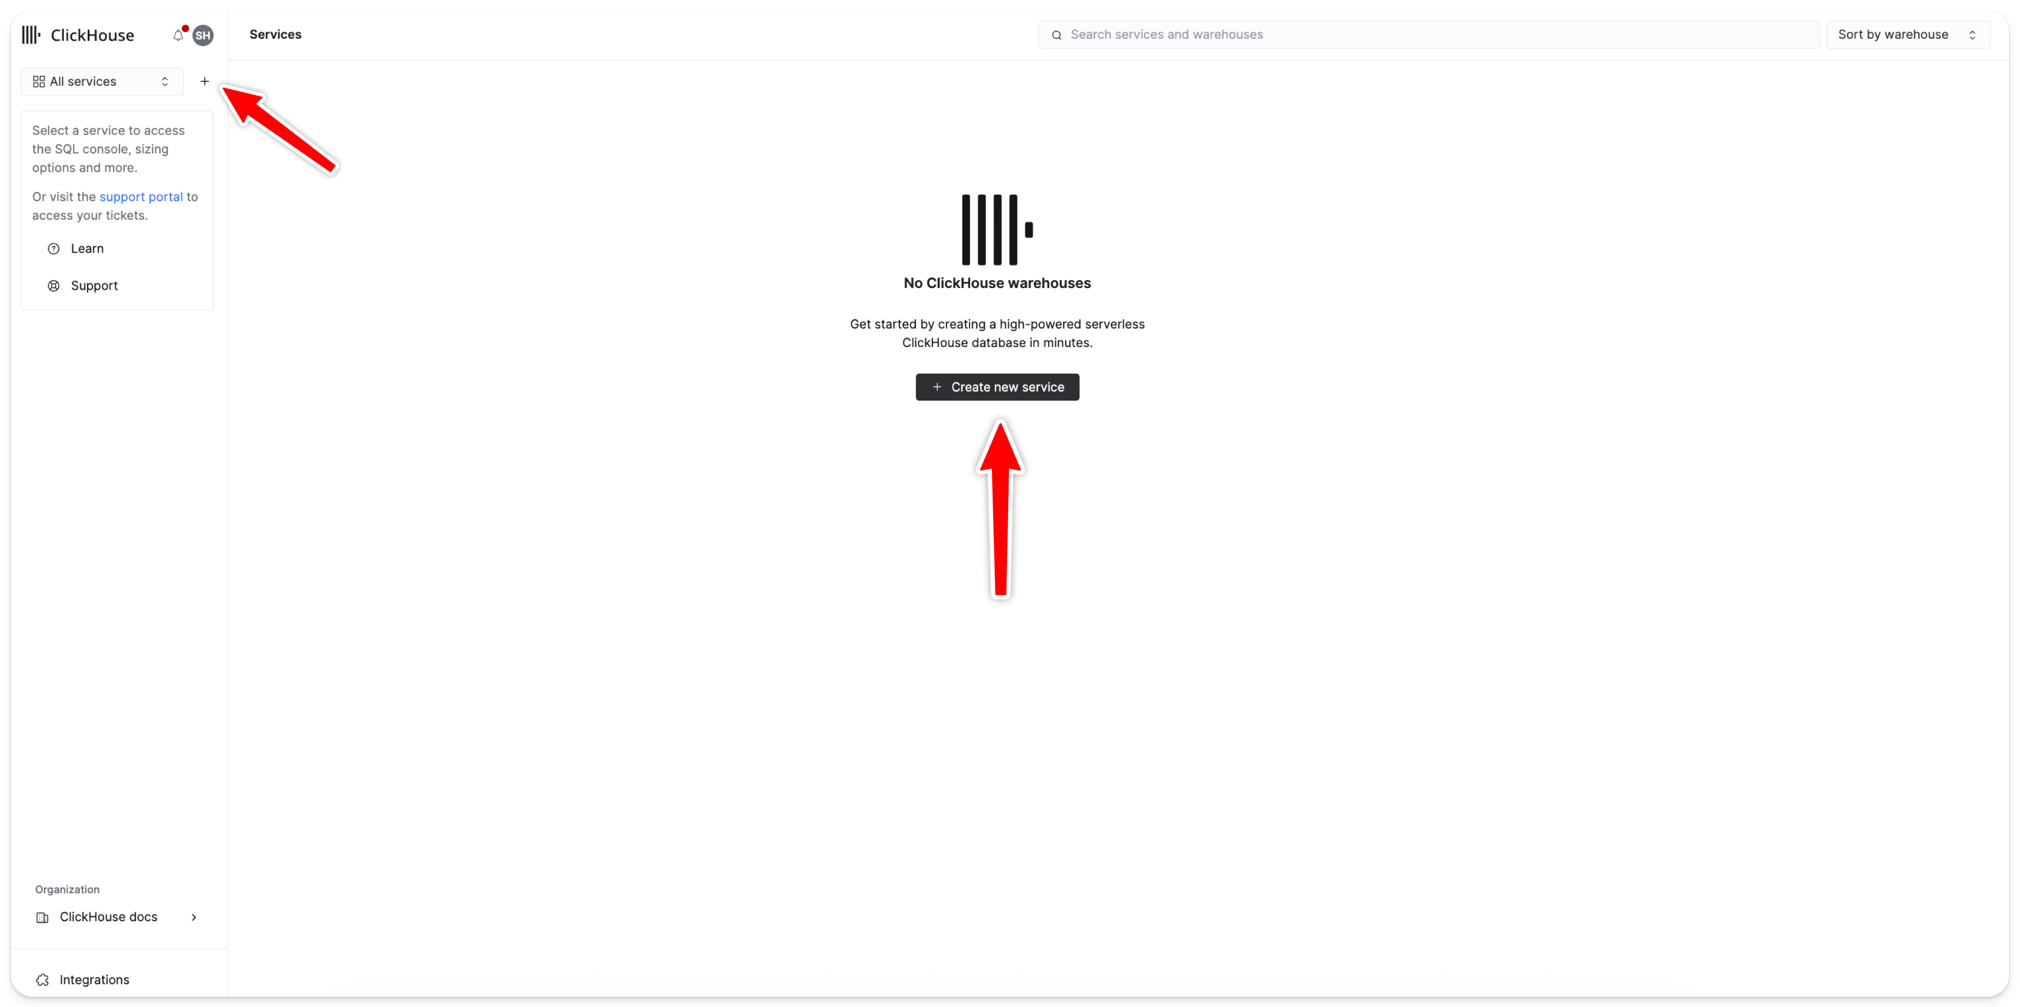 ClickHouse
SH
Services
Search services and warehouses
Sort by warehouse
All services
Select a service to access
the SQL console, sizing
options and more.
Or visit the support portal to
access your tickets.
Learn
Support
No ClickHouse warehouses
Get started by creating a high-powered serverless
ClickHouse database in minutes.
+ Create new service
Organization
ClickHouse docs
Integrations